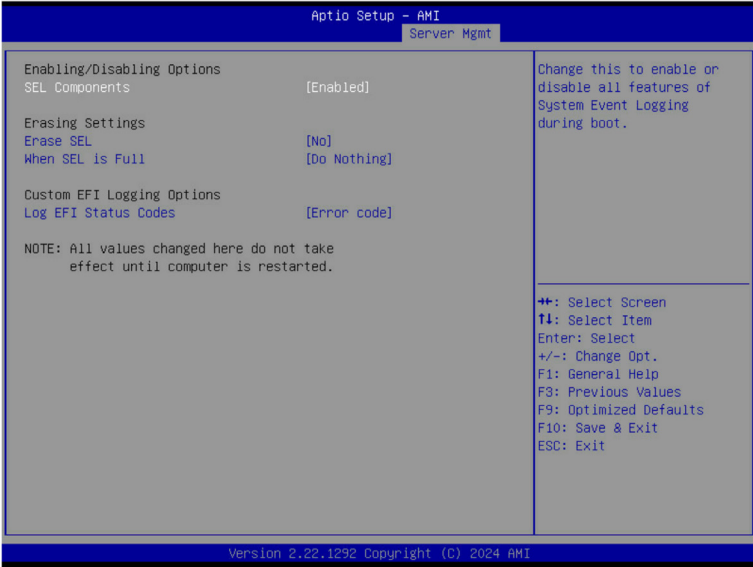 Aptio Setup – AMI
Server Mgmt
Enabling/Disabling Options
SEL Components [Enabled]
Erasing Settings
Erase SEL [No]
When SEL is Full [Do Nothing]
Custom EFI Logging Options
Log EFI Status Codes [Error code]
NOTE: All values changed here do not take
effect until computer is restarted.
Change this to enable or
disable all features of
System Event Logging
during boot.
→←: Select Screen
↑↓: Select Item
Enter: Select
+/-: Change Opt.
F1: General Help
F3: Previous Values
F9: Optimized Defaults
F10: Save & Exit
ESC: Exit
Version 2.22.1292 Copyright (C) 2024 AMI